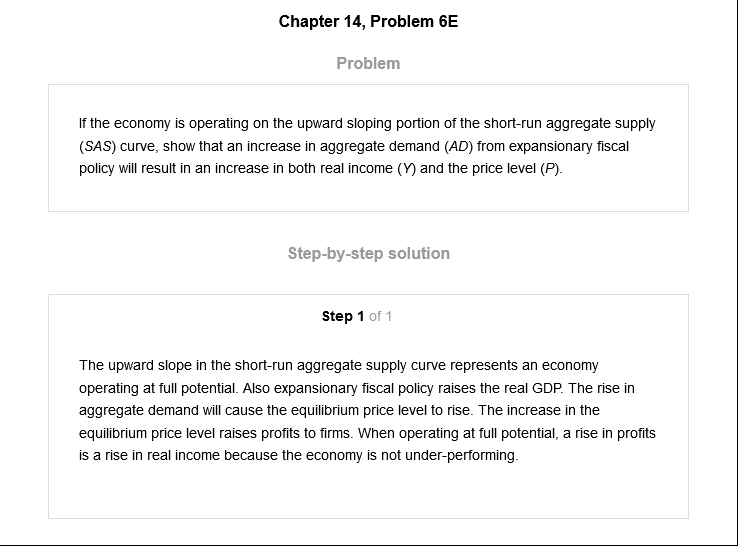 Chapter 14, Problem 6E
Problem
If the economy is operating on the upward sloping portion of the short-run aggregate supply
(SAS) curve, show that an increase in aggregate demand (AD) from expansionary fiscal
policy will result in an increase in both real income (Y) and the price level (P).
Step-by-step solution
Step 1 of 1
The upward slope in the short-run aggregate supply curve represents an economy
operating at full potential. Also expansionary fiscal policy raises the real GDP. The rise in
aggregate demand will cause the equilibrium price level to rise. The increase in the
equilibrium price level raises profits to firms. When operating at full potential, a rise in profits
is a rise in real income because the economy is not under-performing.